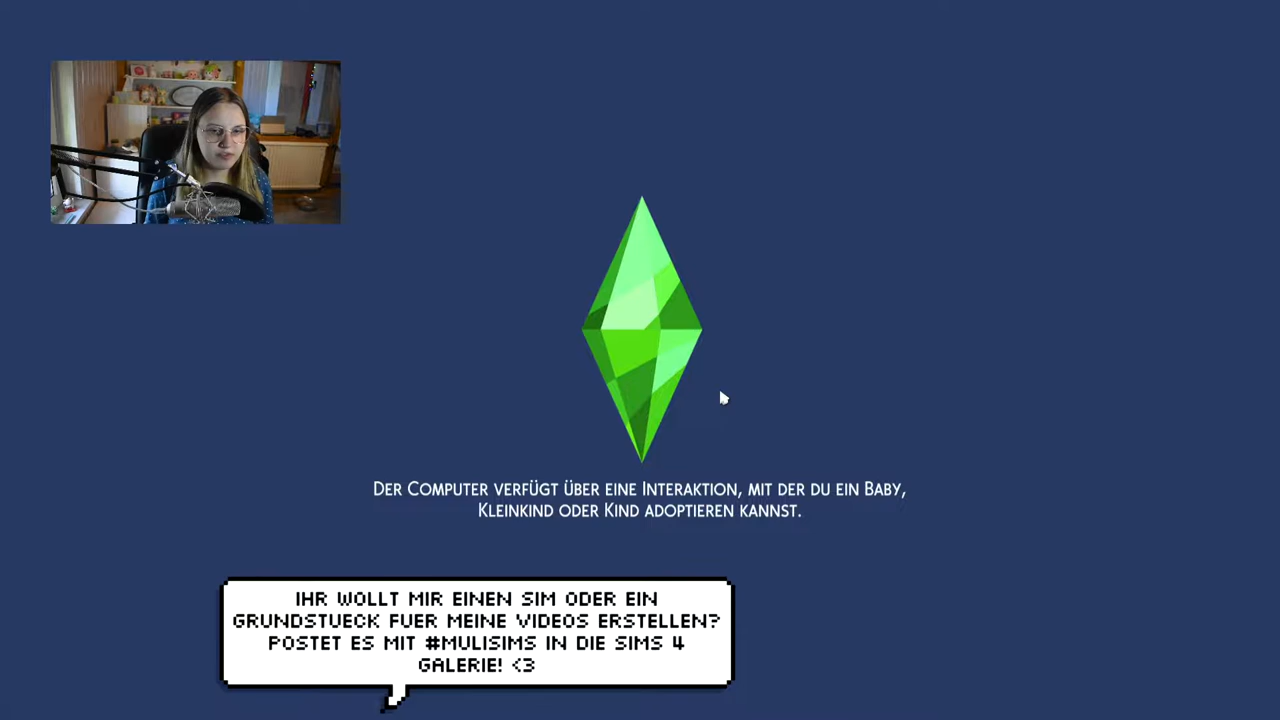 DER COMPUTER VERFÜGT ÜBER EINE INTERAKTION, MIT DER DU EIN BABY,
KLEINKIND ODER KIND ADOPTIEREN KANNST.
IHR WOLLT MIR EINEN SIM ODER EIN
GRUNDSTUECK FUER MEINE VIDEOS ERSTELLEN?
POSTET ES MIT #MULISIMS IN DIE SIMS 4
GALERIE! <3